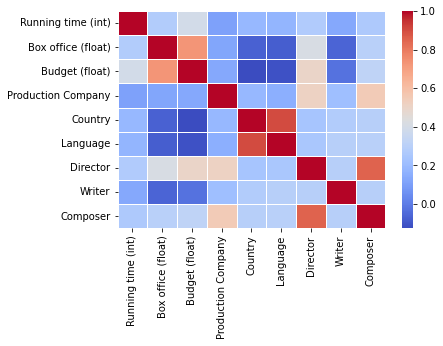 Running time (int)
Box office (float)
Budget (float)
Production Company
Country
Language
Director
Writer
Composer
Running time (int)
Box office (float)
Budget (float)
Production Company
Country
Language
Director
Writer
Composer
1.0
0.8
0.6
0.4
0.2
0.0